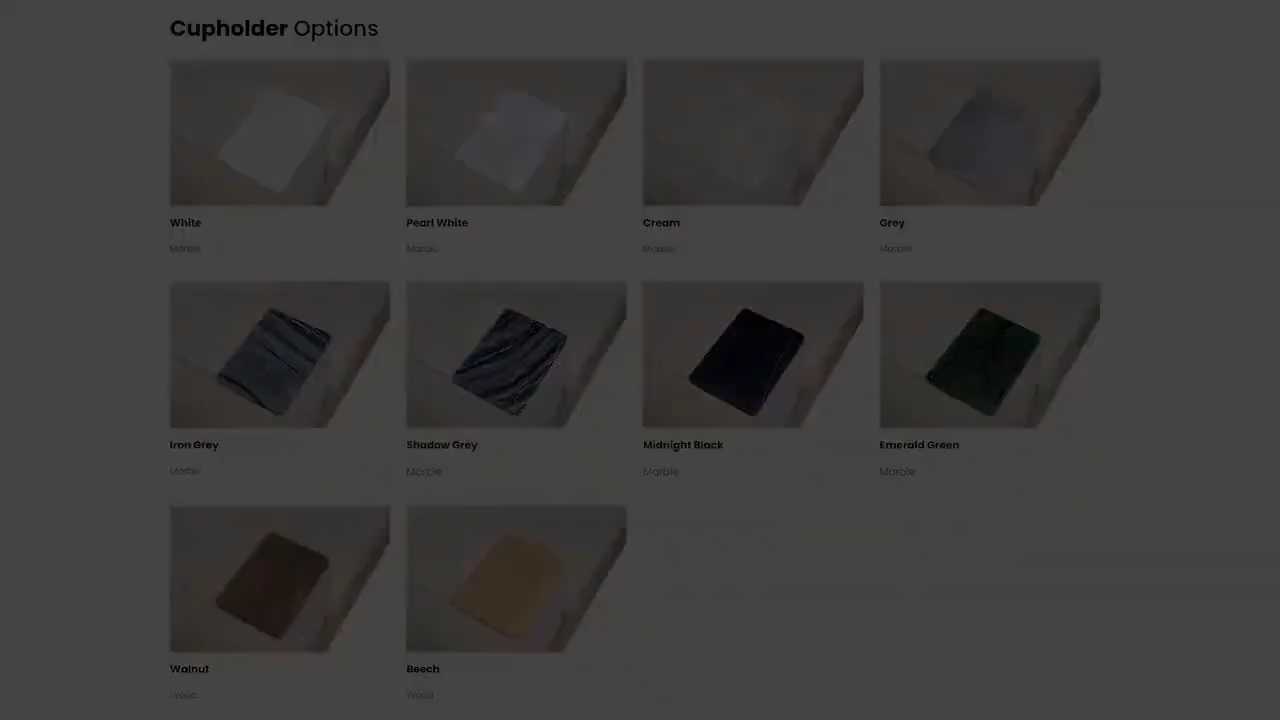 Cupholder Options
White
Pearl White
Cream
Grey
Marble
Marble
Marble
Marble
Iron Grey
Shadow Grey
Midnight Black
Emerald Green
Marble
Marble
Marble
Marble
Walnut
Beech
Wood
Wood